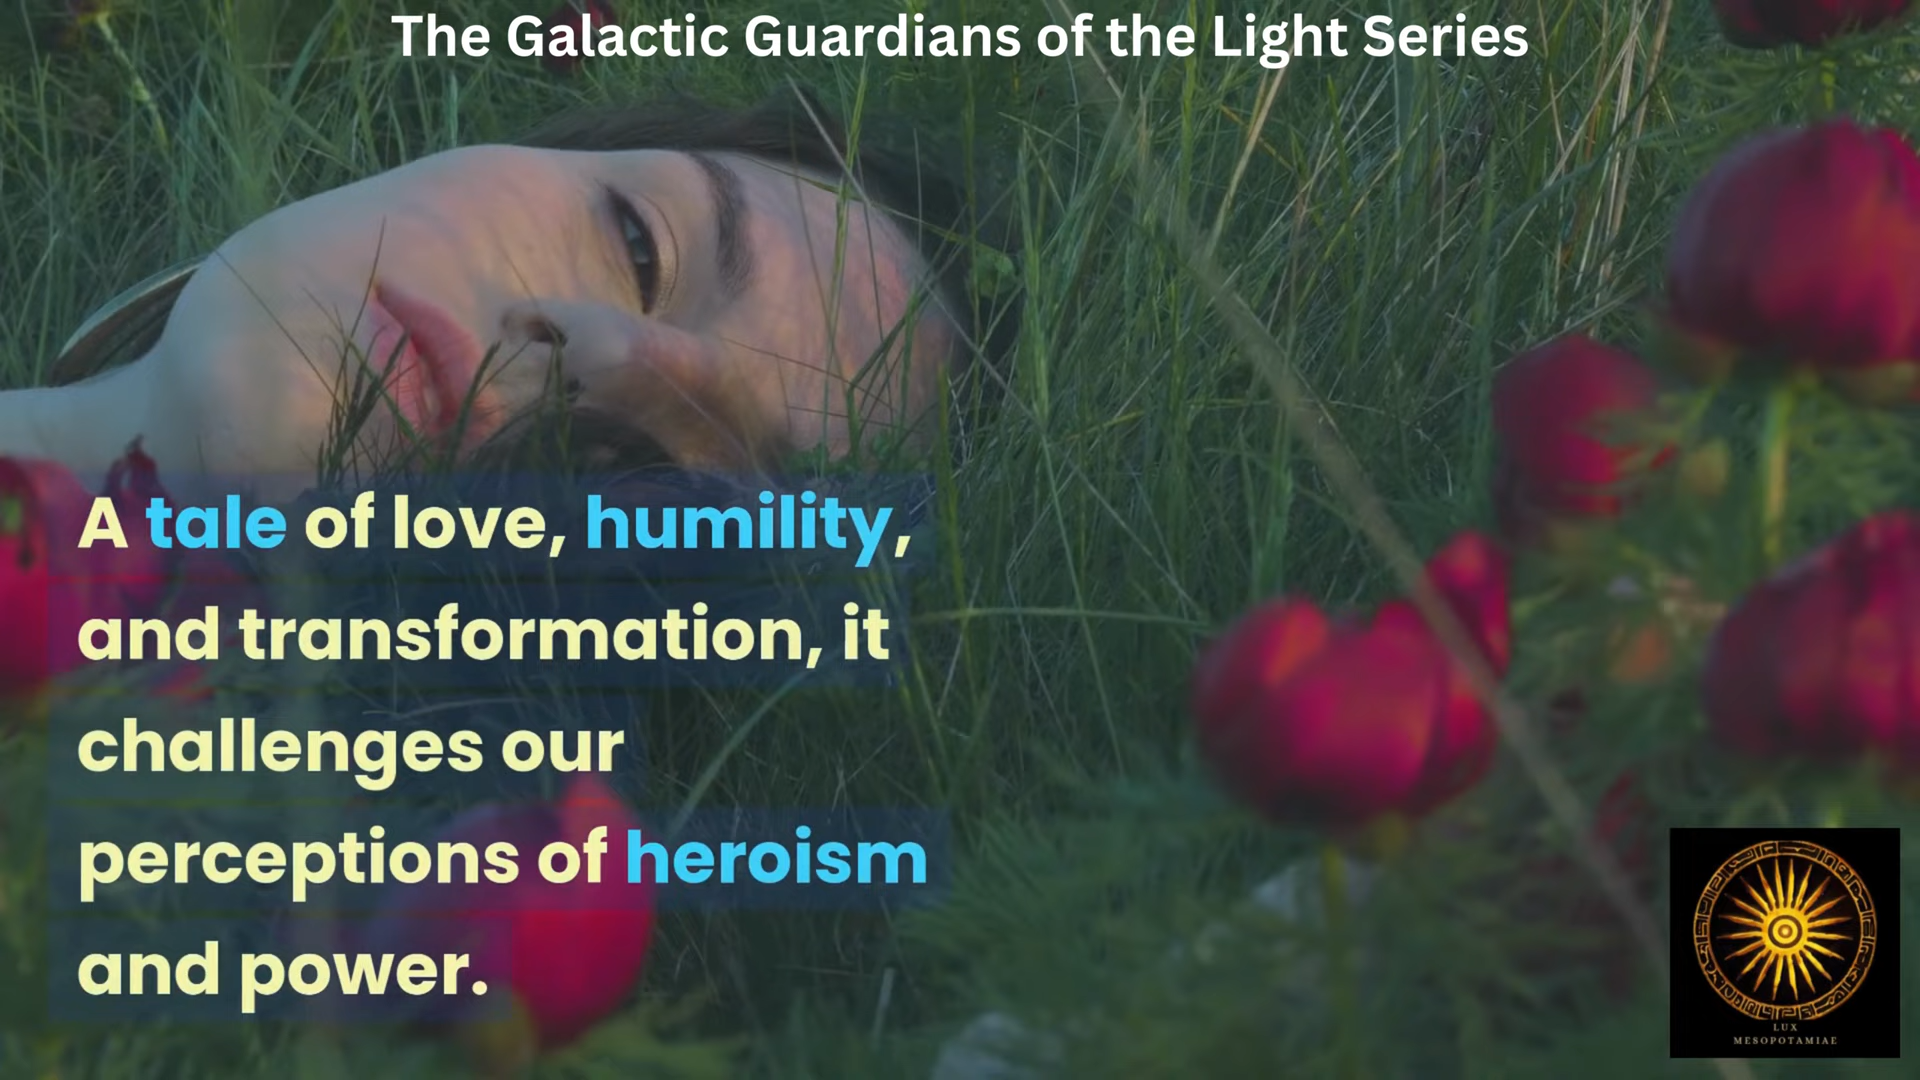 The Galactic Guardians of the Light Series
A tale of love, humility,
and transformation, it
challenges our
perceptions of heroism
and power.
LUX
MESOPOTAMIAE